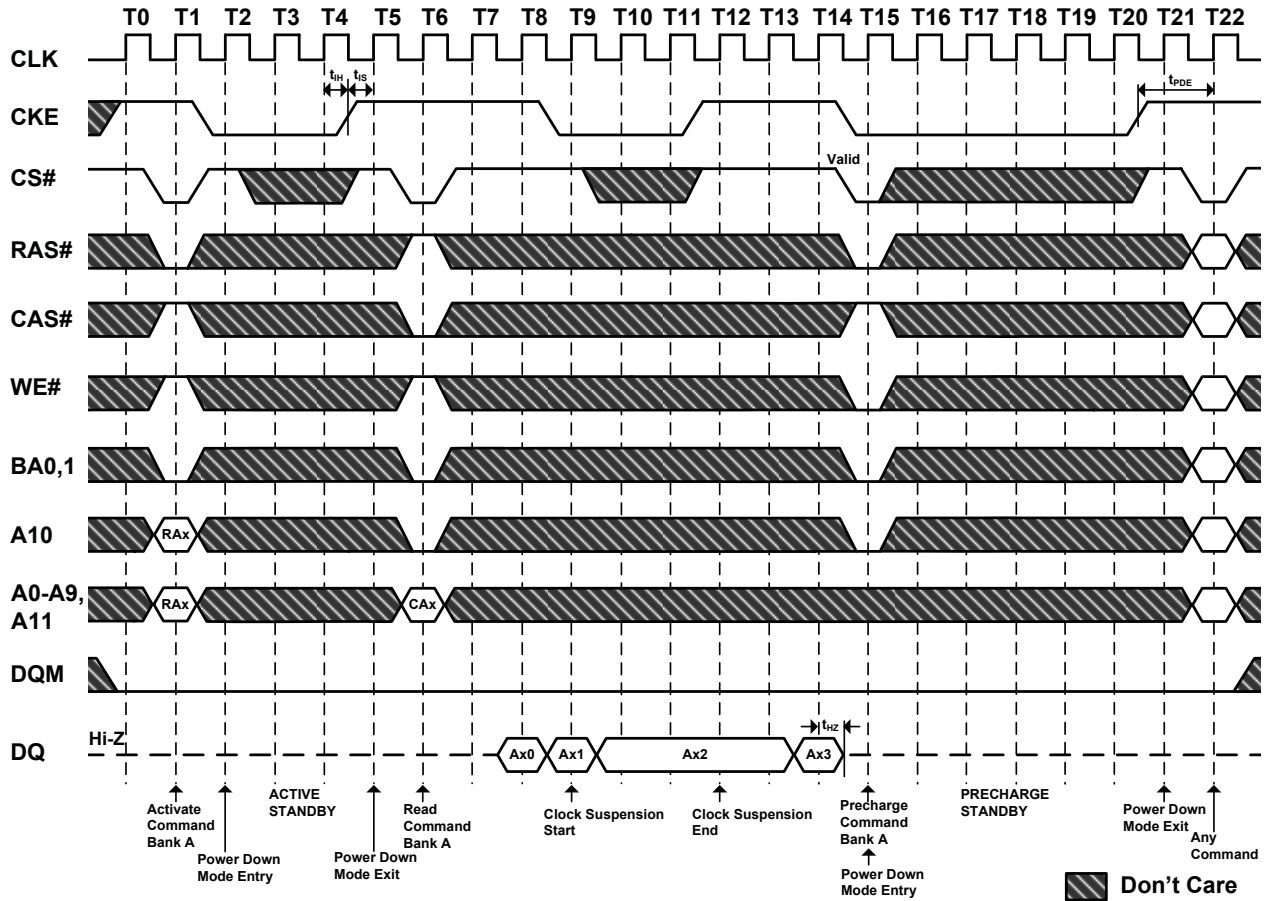 T0 T1 T2 T3 T4 T5 T6 T7 T8 T9 T10 T11 T12 T13 T15 T16 T17 T18 T19 T20 T21 T22
CLK
tIH tIS
tPDE
CKE
Valid
CS#
RAS#
CAS#
WE#
BA0,1
A10
RAx
A0-A9,
A11
RAx
CAx
DQM
Hi-Z
DQ
Ax0 Ax1 Ax2 Ax3
tHZ
Activate
Command
Bank A
Power Down
Mode Entry
ACTIVE
STANDBY
Power Down
Mode Exit
Read
Command
Bank A
Clock Suspension
Start
Clock Suspension
End
Precharge
Command
Bank A
Power Down
Mode Entry
PRECHARGE
STANDBY
Power Down
Mode Exit
Any
Command
Don't Care